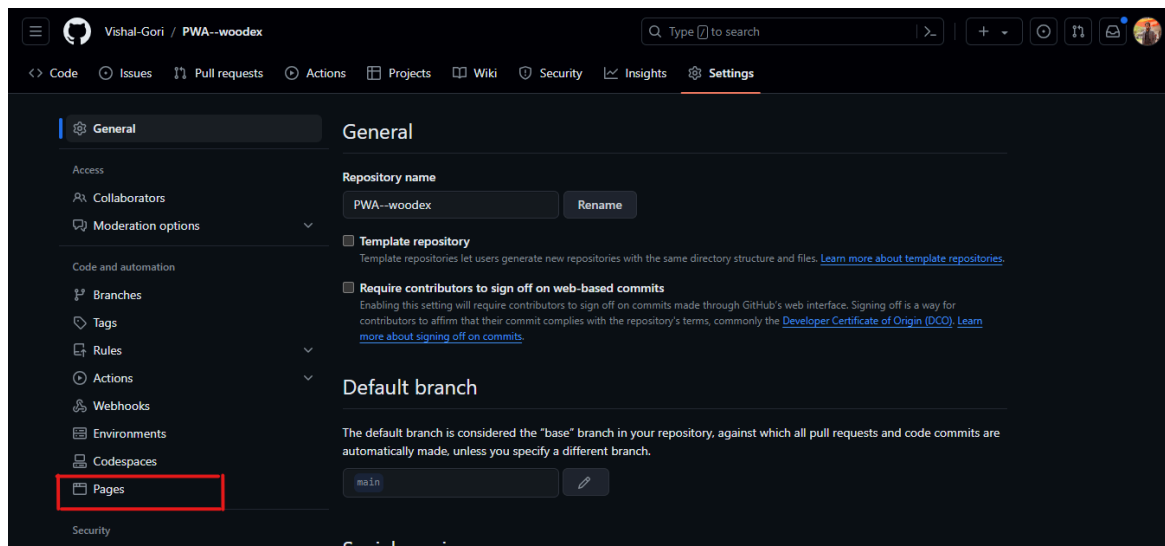 Vishal-Gori / PWA--woodex
Type / to search
Code Issues Pull requests Actions Projects Wiki Security Insights Settings
General
Access
Collaborators
Moderation options
Code and automation
Branches
Tags
Rules
Actions
Webhooks
Environments
Codespaces
Pages
Security
General
Repository name
PWA--woodex Rename
Template repository
Template repositories let users generate new repositories with the same directory structure and files. Learn more about template repositories.
Require contributors to sign off on web-based commits
Enabling this setting will require contributors to sign off on commits made through GitHub's web interface. Signing off is a way for
contributors to affirm that their commit complies with the repository's terms, commonly the Developer Certificate of Origin (DCO). Learn
more about signing off on commits.
Default branch
The default branch is considered the "base" branch in your repository, against which all pull requests and code commits are
automatically made, unless you specify a different branch.
main